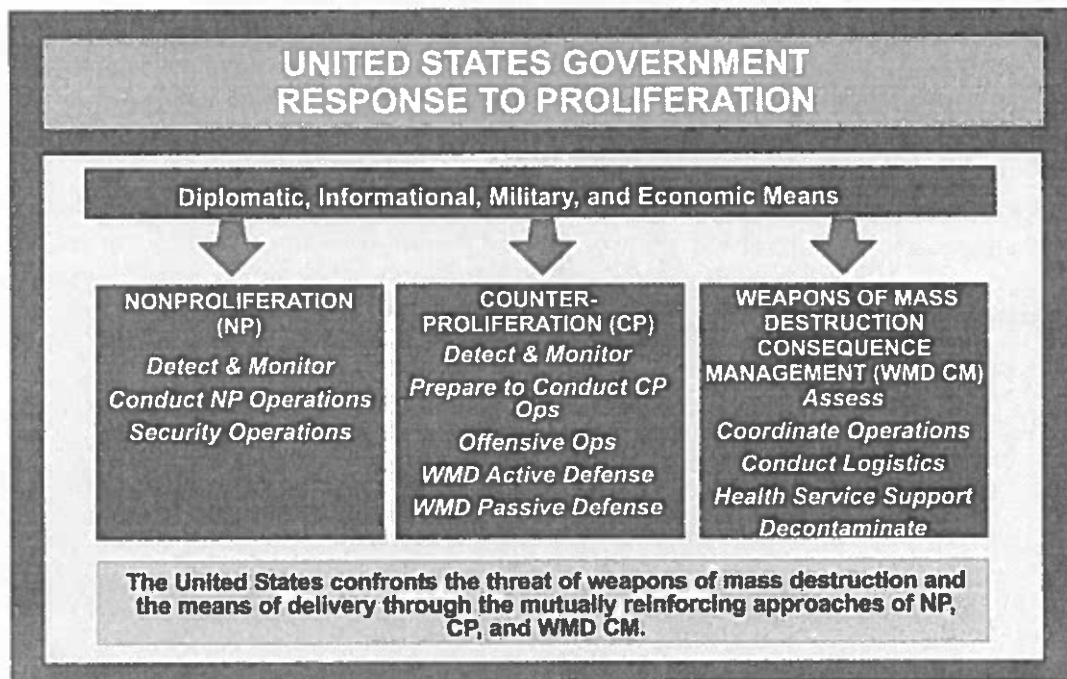 UNITED STATES GOVERNMENT
RESPONSE TO PROLIFERATION
Diplomatic, Informational, Military, and Economic Means
NONPROLIFERATION
(NP)
Detect & Monitor
Conduct NP Operations
Security Operations
COUNTER-
PROLIFERATION (CP)
Detect & Monitor
Prepare to Conduct CP
Ops
Offensive Ops
WMD Active Defense
WMD Passive Defense
WEAPONS OF MASS
DESTRUCTION
CONSEQUENCE
MANAGEMENT (WMD CM)
Assess
Coordinate Operations
Conduct Logistics
Health Service Support
Decontaminate
The United States confronts the threat of weapons of mass destruction and
the means of delivery through the mutually reinforcing approaches of NP,
CP, and WMD CM.